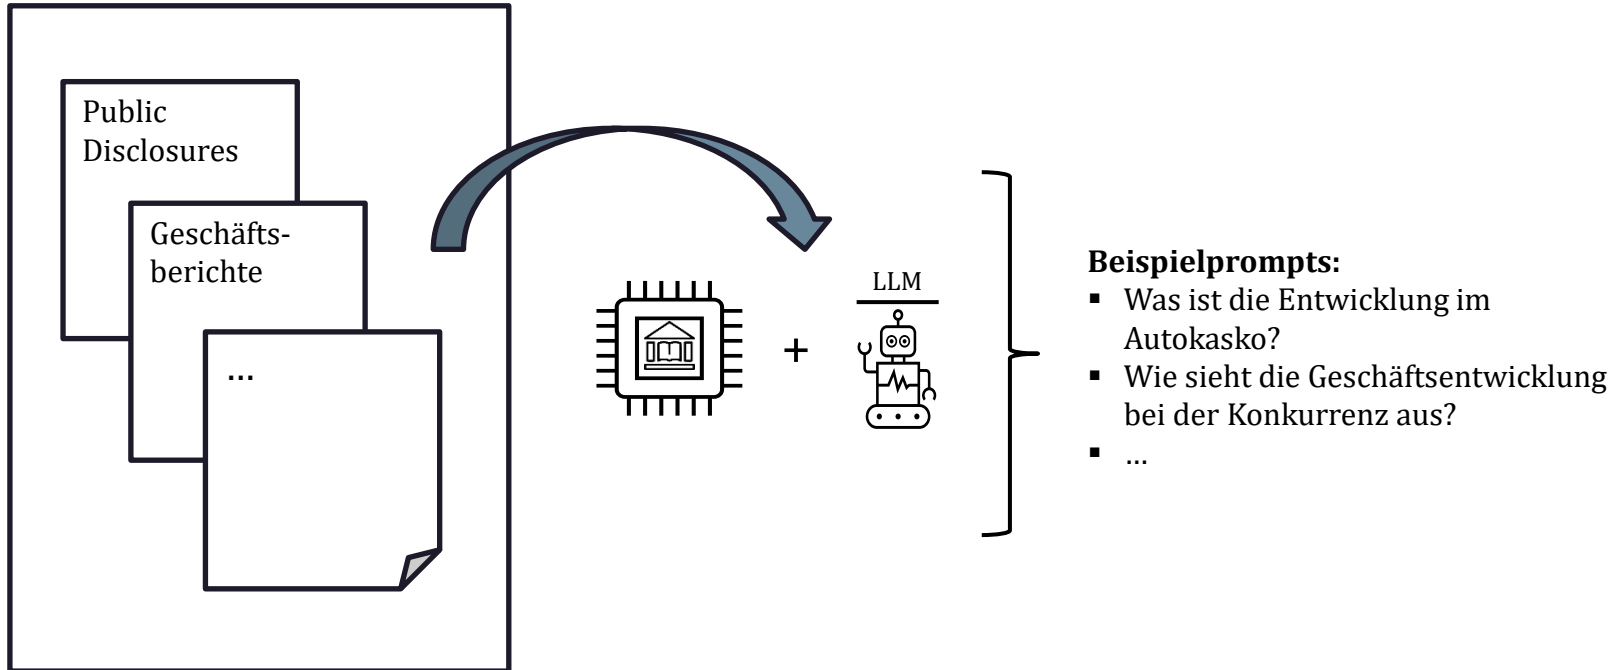 Public
Disclosures
Geschäfts-
berichte
...
LLM
+
Beispielprompts:
▪ Was ist die Entwicklung im
Autokasko?
▪ Wie sieht die Geschäftsentwicklung
bei der Konkurrenz aus?
▪ ...